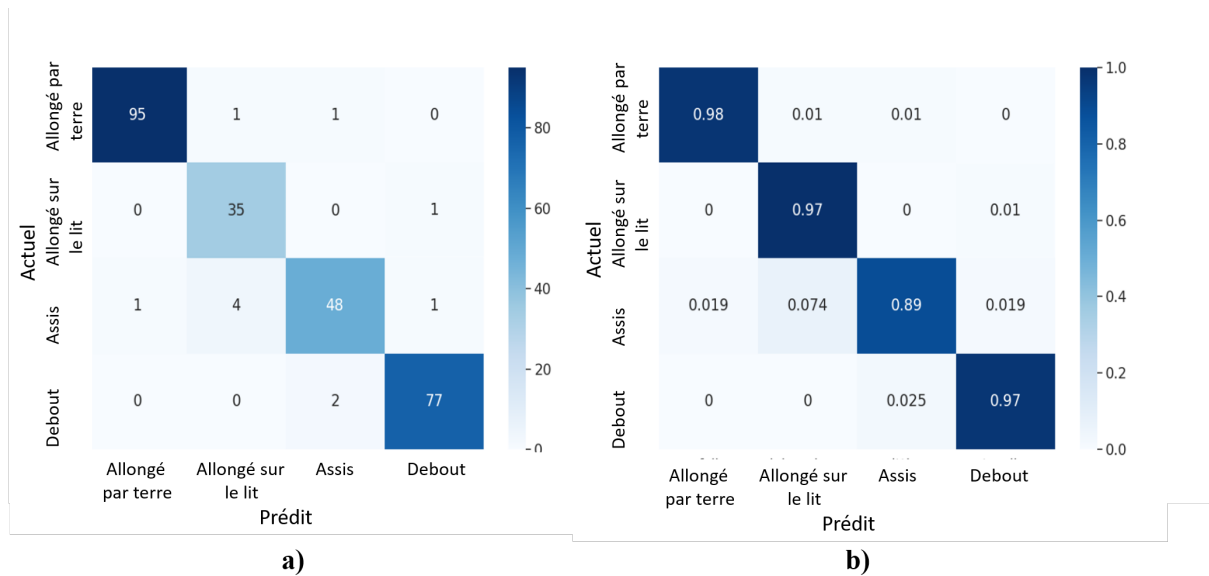 Actuel
Allongé par
terre
Allongé sur
le lit
Assis
Debout
95 1 1 0
0 35 0 1
1 4 48 1
0 0 2 77
80
60
40
20
0
Allongé
par terre
Allongé sur
le lit
Assis
Debout
Prédit
a)
Actuel
Allongé par
terre
Allongé sur
le lit
Assis
Debout
0.98 0.01 0.01 0
0 0.97 0 0.01
0.019 0.074 0.89 0.019
0 0 0.025 0.97
1.0
0.8
0.6
0.4
0.2
0.0
Allongé
par terre
Allongé sur
le lit
Assis
Debout
Prédit
b)